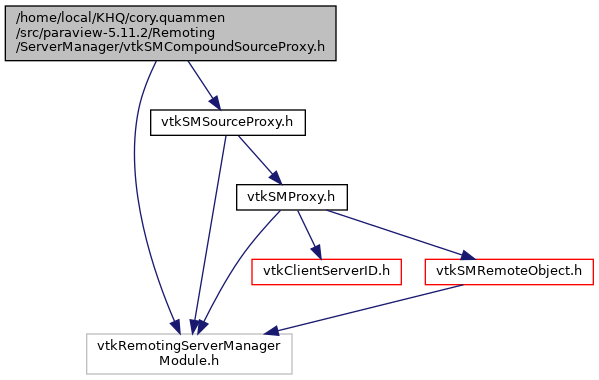 /home/local/KHQ/cory.quammen
/src/paraview-5.11.2/Remoting
/ServerManager/vtkSMCompoundSourceProxy.h
vtkSMSourceProxy.h
vtkSMProxy.h
vtkClientServerID.h
vtkSMRemoteObject.h
vtkRemotingServerManager
Module.h